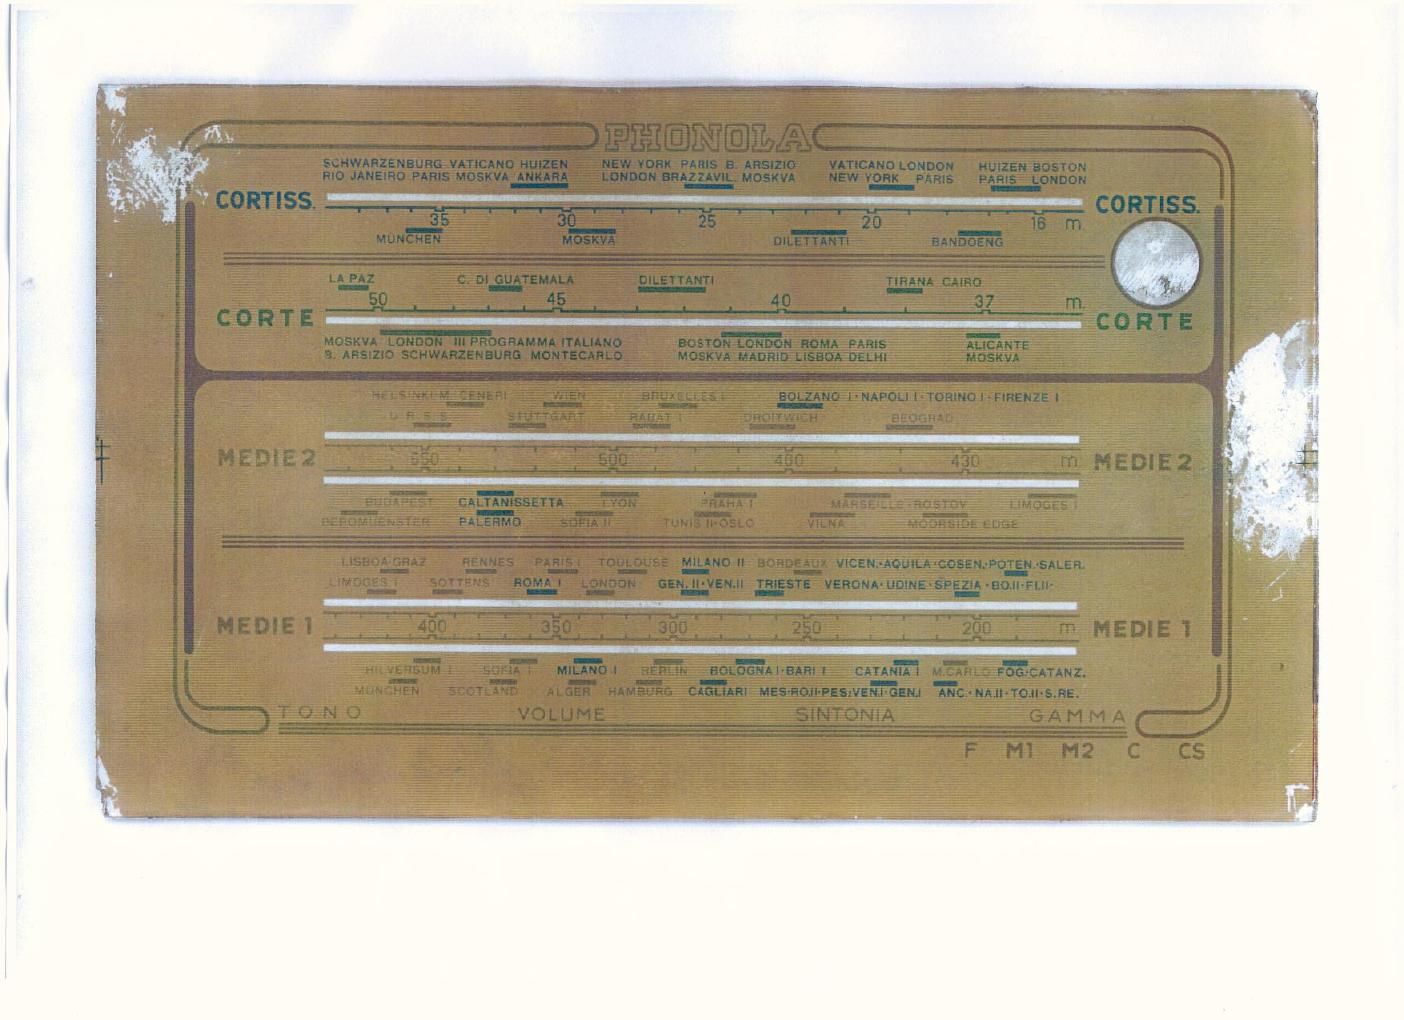 PHONOLA
SCHWARZENBURG VATICANO HUIZEN NEW YORK PARIS B. ARSIZIO VATICANO LONDON HUIZEN BOSTON
RIO JANEIRO PARIS MOSKVA ANKARA LONDON BRAZZAVIL. MOSKVA NEW YORK PARIS PARIS LONDON
CORTISS. CORTISS.
35 30 25 20 16 m.
MÜNCHEN MOSKVA DILETTANTI BANDOENG
LA PAZ C. DI GUATEMALA DILETTANTI TIRANA CAIRO
50 45 40 37 m.
CORTE CORTE
MOSKVA LONDON III PROGRAMMA ITALIANO BOSTON LONDON ROMA PARIS ALICANTE
B. ARSIZIO SCHWARZENBURG MONTECARLO MOSKVA MADRID LISBOA DELHI MOSKVA
HELSINKI·M. CENERI WIEN BRUXELLES I BOLZANO I·NAPOLI I·TORINO I·FIRENZE I
U.R.S.S. STUTTGART RABAT I DROITWICH BEOGRAD
MEDIE 2 550 500 460 430 m. MEDIE 2
BUDAPEST CALTANISSETTA LYON PRAHA I MARSEILLE·ROSTOV LIMOGES I
BEROMUENSTER PALERMO SOFIA II TUNIS II·OSLO VILNA MOORSIDE EDGE
LISBOA·GRAZ RENNES PARIS I TOULOUSE MILANO II BORDEAUX VICEN.·AQUILA·COSEN.·POTEN.·SALER.
LIMOGES I SOTTENS ROMA I LONDON GEN. II·VEN.II TRIESTE VERONA·UDINE·SPEZIA·BO.II·FI.II·
MEDIE 1 400 350 300 250 200 m. MEDIE 1
HILVERSUM I SOFIA I MILANO I BERLIN BOLOGNA I·BARI I CATANIA I M.CARLO FOG.·CATANZ.
MÜNCHEN SCOTLAND ALGER HAMBURG CAGLIARI MES·RO.II·PES.·VEN.I·GEN.I ANC.·NA.II·TO.II·S.RE.
TONO VOLUME SINTONIA GAMMA
F M1 M2 C CS